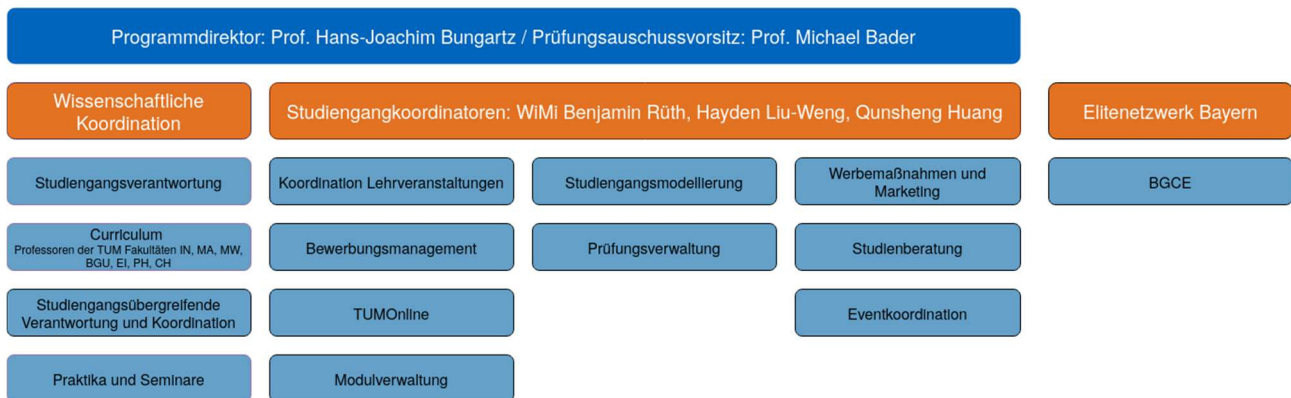 Programmdirektor: Prof. Hans-Joachim Bungartz / Prüfungsauschussvorsitz: Prof. Michael Bader
Wissenschaftliche
Koordination
Studiengangkoordinatoren: WiMi Benjamin Rüth, Hayden Liu-Weng, Qunsheng Huang
Elitenetzwerk Bayern
Studiengangsverantwortung
Koordination Lehrveranstaltungen
Studiengangsmodellierung
Werbemaßnahmen und
Marketing
BGCE
Curriculum
Professoren der TUM Fakultäten IN, MA, MW,
BGU, EI, PH, CH
Bewerbungsmanagement
Prüfungsverwaltung
Studienberatung
Studiengangsübergreifende
Verantwortung und Koordination
TUMOnline
Eventkoordination
Praktika und Seminare
Modulverwaltung